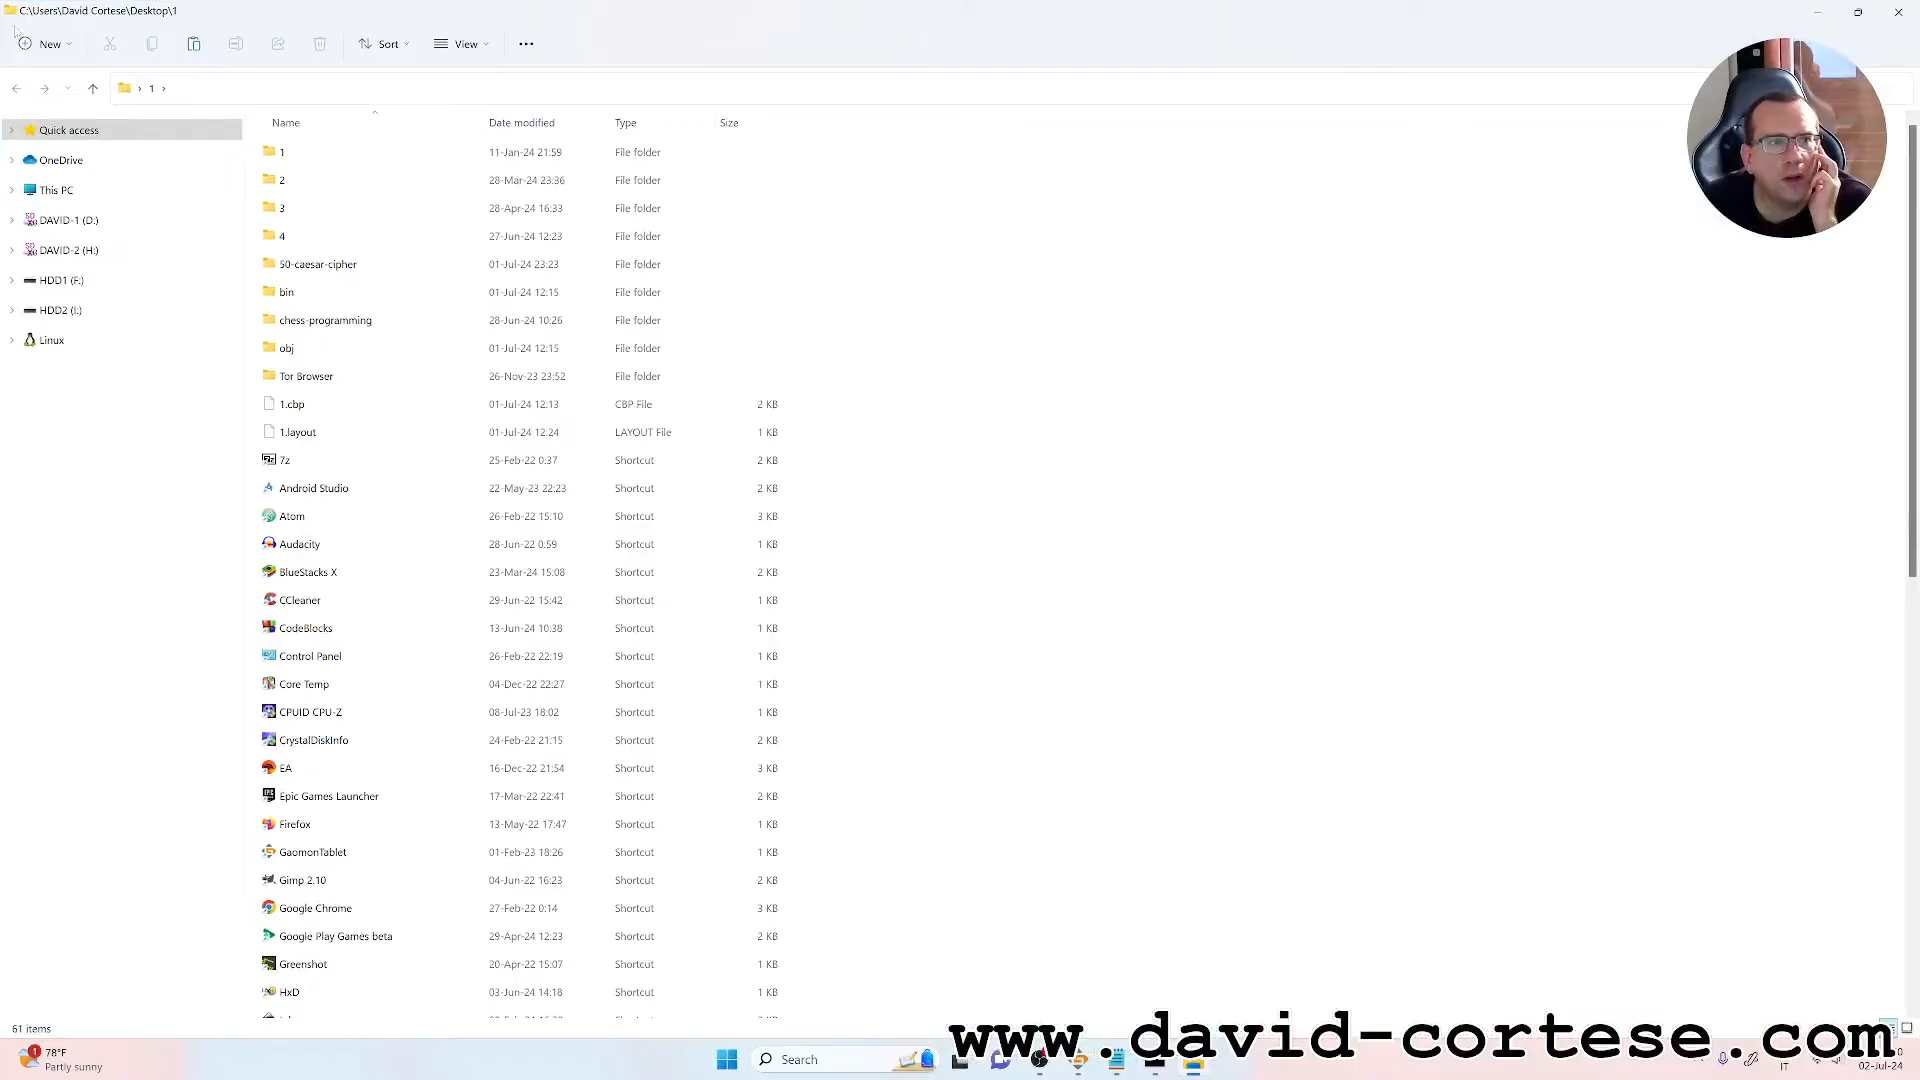 C:\Users\David Cortese\Desktop\1
New Sort View
1
Quick access
OneDrive
This PC
DAVID-1 (D:)
DAVID-2 (H:)
HDD1 (F:)
HDD2 (I:)
Linux
Name Date modified Type Size
1 11-Jan-24 21:59 File folder
2 28-Mar-24 23:36 File folder
3 28-Apr-24 16:33 File folder
4 27-Jun-24 12:23 File folder
50-caesar-cipher 01-Jul-24 23:23 File folder
bin 01-Jul-24 12:15 File folder
chess-programming 28-Jun-24 10:26 File folder
obj 01-Jul-24 12:15 File folder
Tor Browser 26-Nov-23 23:52 File folder
1.cbp 01-Jul-24 12:13 CBP File 2 KB
1.layout 01-Jul-24 12:24 LAYOUT File 1 KB
7z 25-Feb-22 0:37 Shortcut 2 KB
Android Studio 22-May-23 22:23 Shortcut 2 KB
Atom 26-Feb-22 15:10 Shortcut 3 KB
Audacity 28-Jun-22 0:59 Shortcut 1 KB
BlueStacks X 23-Mar-24 15:08 Shortcut 2 KB
CCleaner 29-Jun-22 15:42 Shortcut 1 KB
CodeBlocks 13-Jun-24 10:38 Shortcut 1 KB
Control Panel 26-Feb-22 22:19 Shortcut 1 KB
Core Temp 04-Dec-22 22:27 Shortcut 1 KB
CPUID CPU-Z 08-Jul-23 18:02 Shortcut 1 KB
CrystalDiskInfo 24-Feb-22 21:15 Shortcut 2 KB
EA 16-Dec-22 21:54 Shortcut 3 KB
Epic Games Launcher 17-Mar-22 22:41 Shortcut 2 KB
Firefox 13-May-22 17:47 Shortcut 1 KB
GaomonTablet 01-Feb-23 18:26 Shortcut 1 KB
Gimp 2.10 04-Jun-22 16:23 Shortcut 2 KB
Google Chrome 27-Feb-22 0:14 Shortcut 3 KB
Google Play Games beta 29-Apr-24 12:23 Shortcut 2 KB
Greenshot 20-Apr-22 15:07 Shortcut 1 KB
HxD 03-Jun-24 14:18 Shortcut 1 KB
61 items
www.david-cortese.com
1 78°F
Partly sunny
Search
IT
02-Jul-24